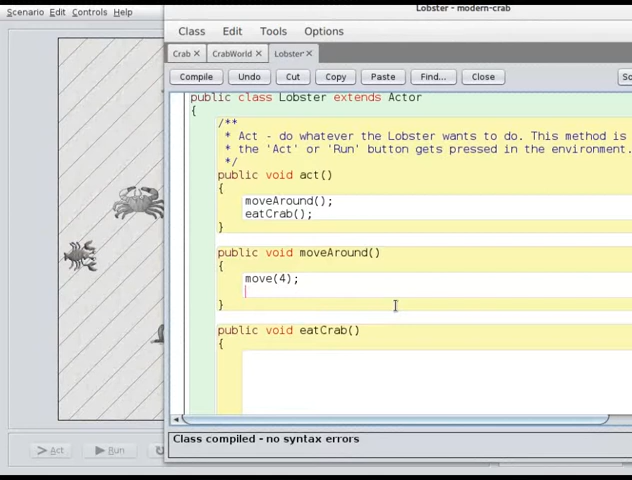 Lobster - modern-crab
Scenario Edit Controls Help
Class Edit Tools Options
Crab × CrabWorld × Lobster ×
Compile Undo Cut Copy Paste Find... Close
public class Lobster extends Actor
{
/**
* Act - do whatever the Lobster wants to do. This method is
* the 'Act' or 'Run' button gets pressed in the environment.
*/
public void act()
{
moveAround();
eatCrab();
}
public void moveAround()
{
move(4);
}
public void eatCrab()
{
Class compiled - no syntax errors
Act Run